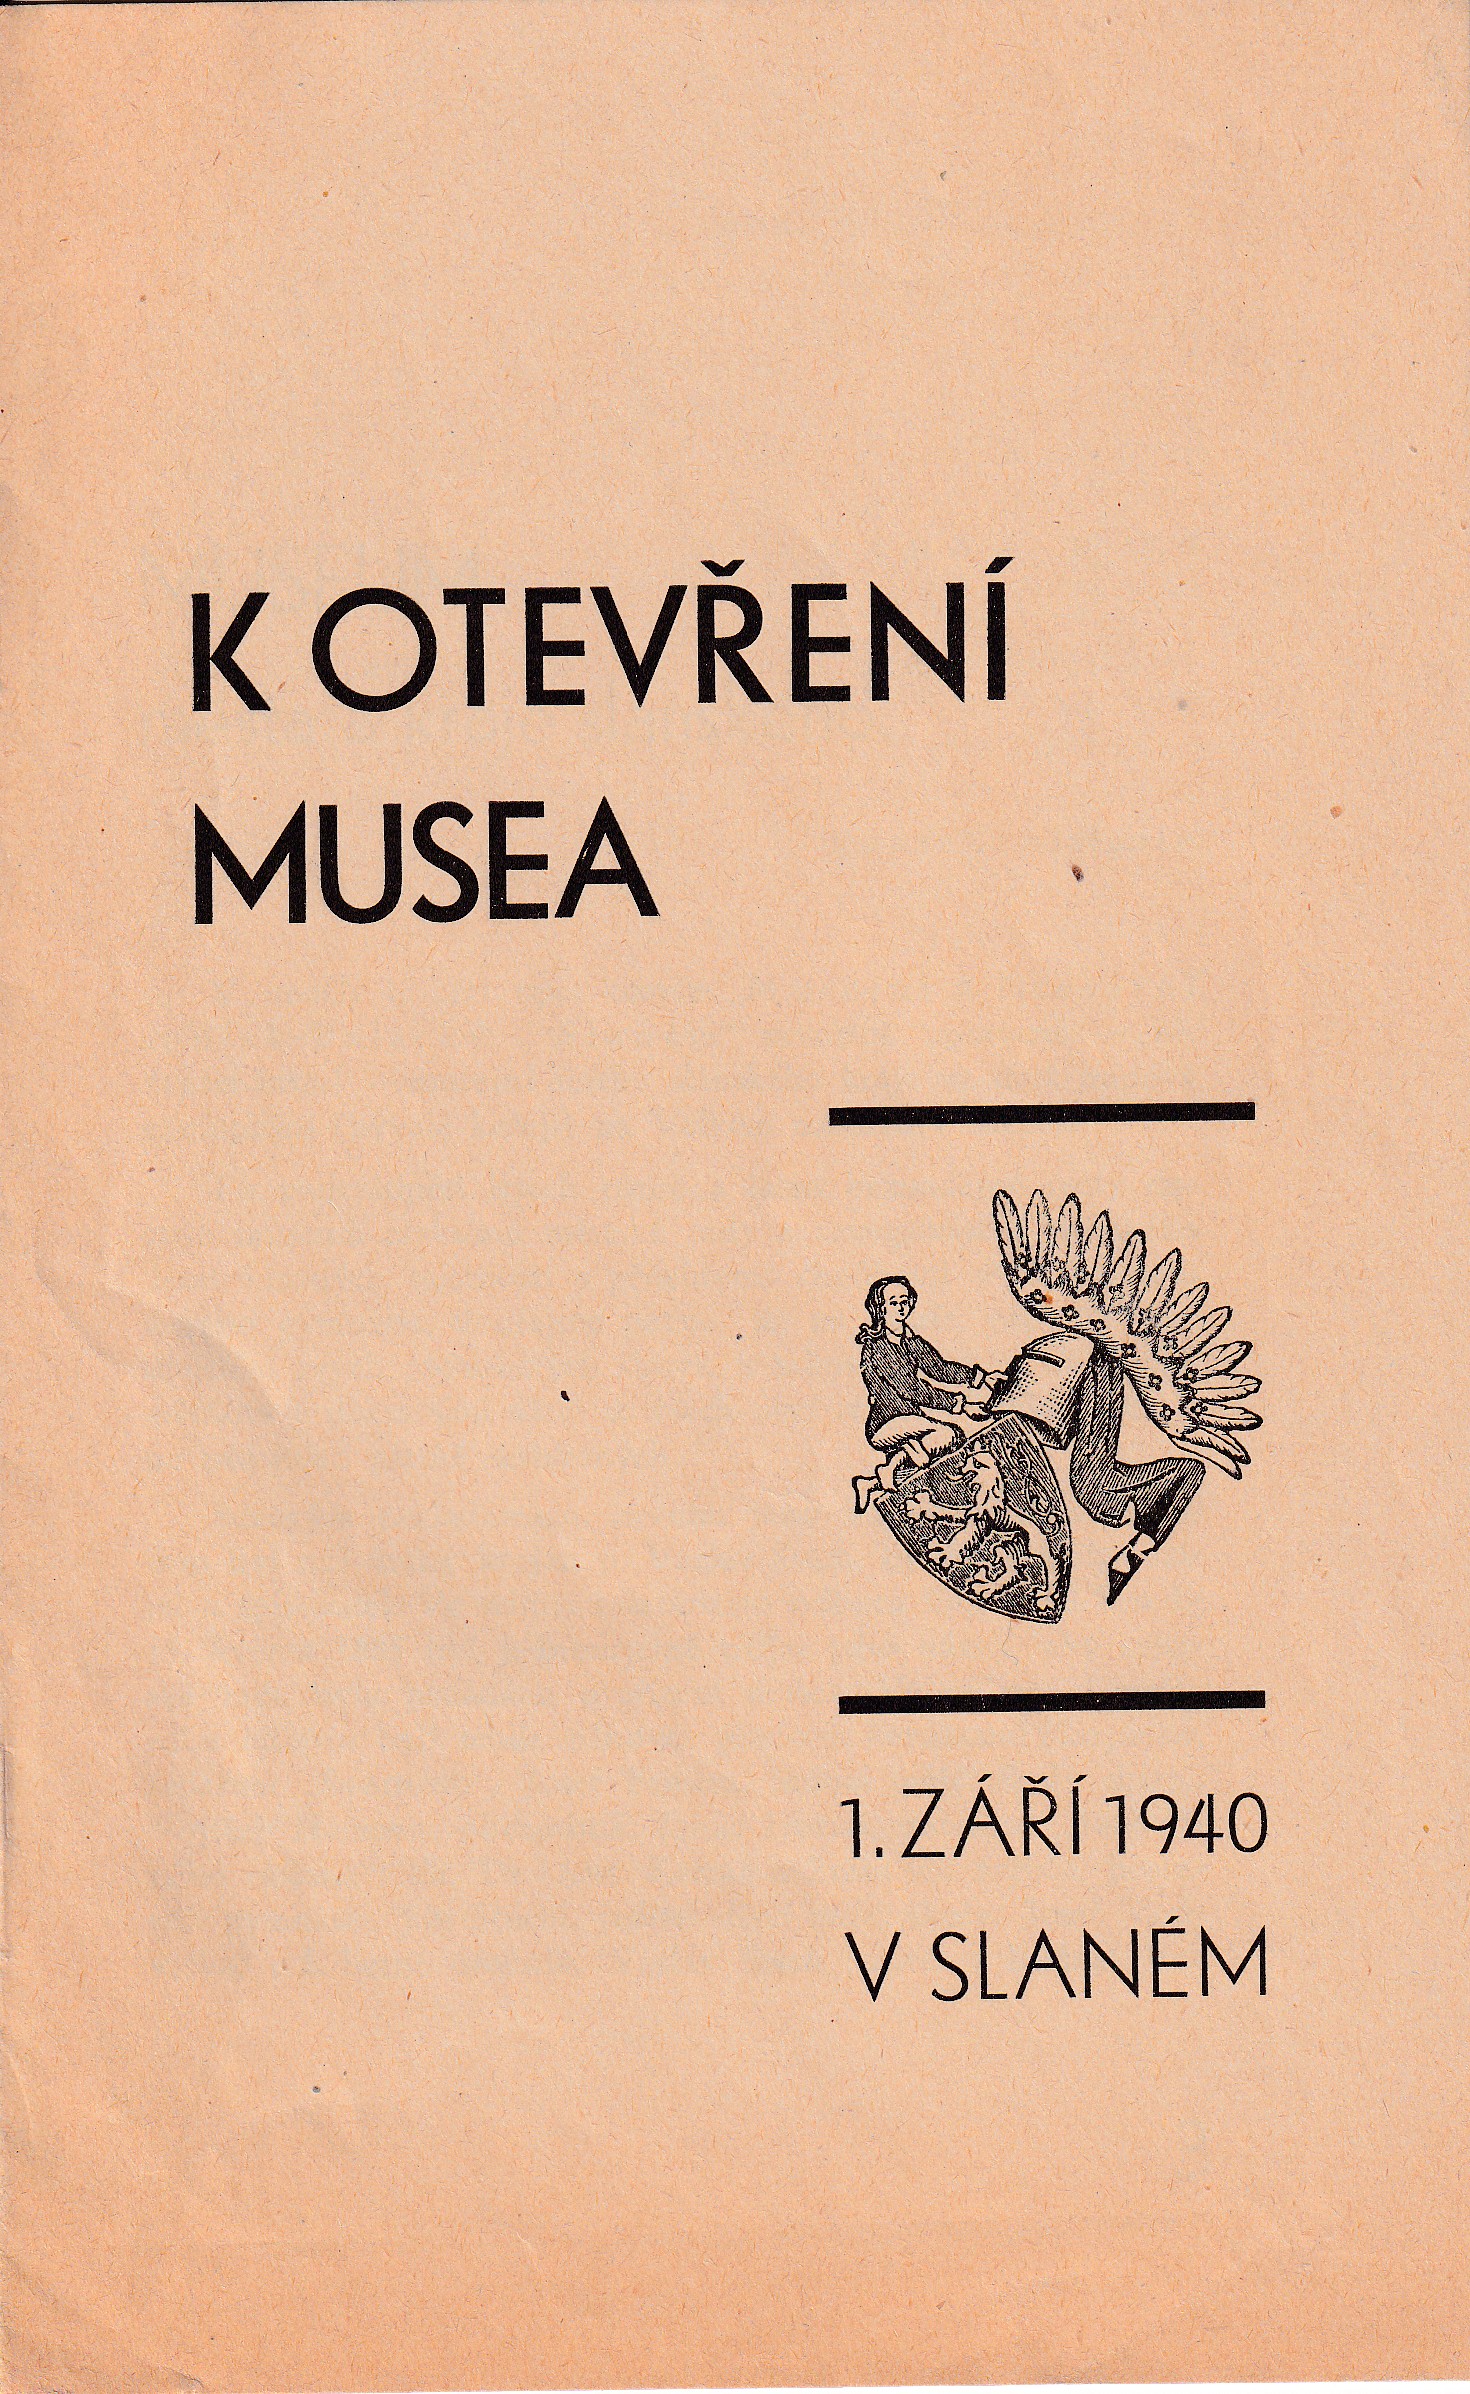 K OTEVŘENÍ
MUSEA
1. ZÁŘÍ 1940
V SLANÉM